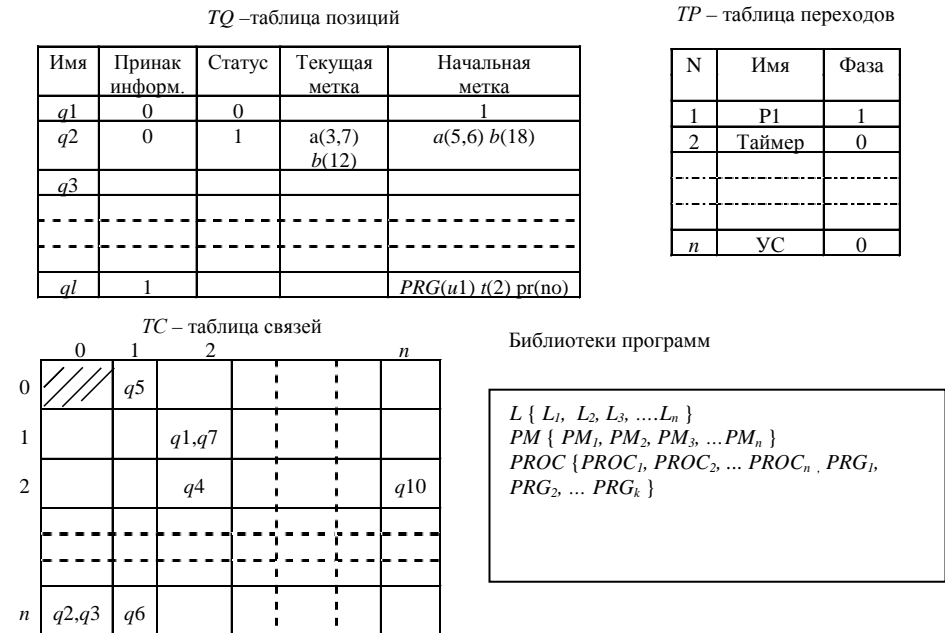 TQ –таблица позиций
Имя Принак информ. Статус Текущая метка Начальная метка
q1 0 0 1
q2 0 1 a(3,7) b(12) a(5,6) b(18)
q3
ql 1 PRG(u1) t(2) pr(no)
TP – таблица переходов
N Имя Фаза
1 P1 1
2 Таймер 0
n УС 0
TC – таблица связей
0 1 2 n
0 q5
1 q1,q7
2 q4 q10
n q2,q3 q6
Библиотеки программ
L { L1, L2, L3, ….Ln }
PM { PM1, PM2, PM3, …PMn }
PROC {PROC1, PROC2, ... PROCn , PRG1,
PRG2, ... PRGk }